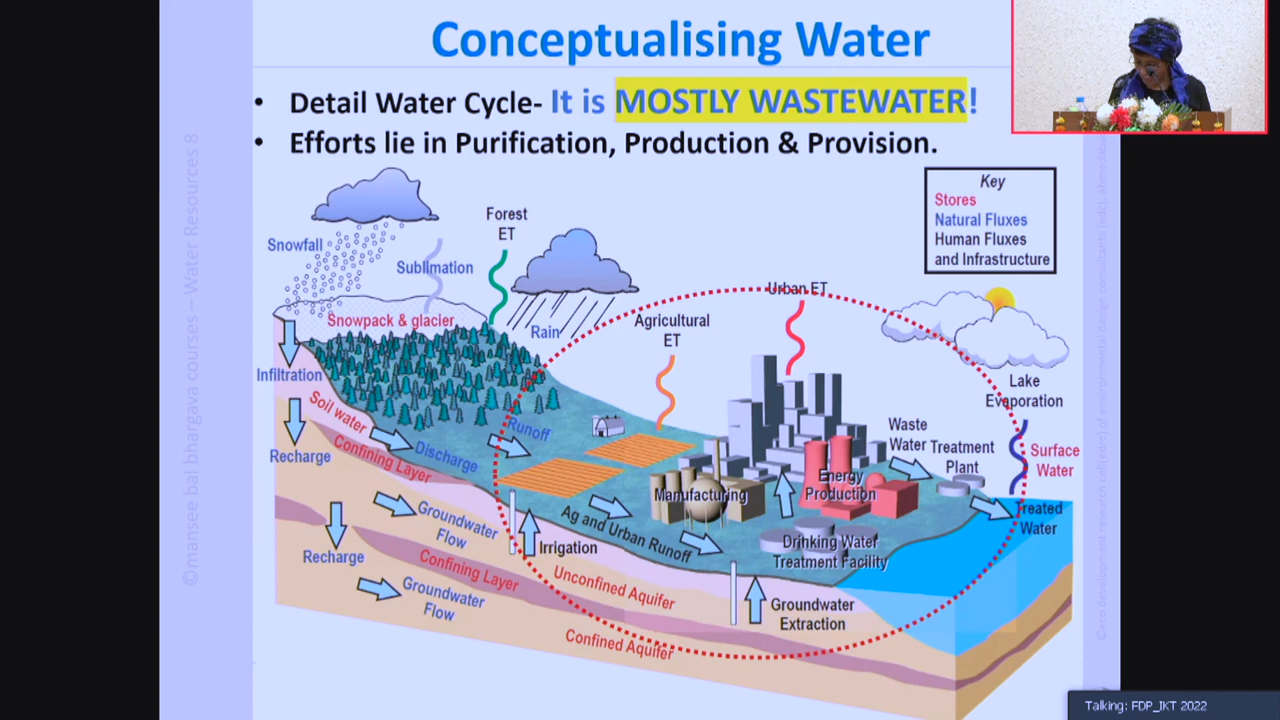 Conceptualising Water
• Detail Water Cycle- It is MOSTLY WASTEWATER!
• Efforts lie in Purification, Production & Provision.
Key
Stores
Natural Fluxes
Human Fluxes
and Infrastructure
Snowfall
Sublimation
Forest
ET
Rain
Snowpack & glacier
Agricultural
ET
Urban ET
Lake
Evaporation
Infiltration
Soil water
Runoff
Discharge
Recharge
Confining Layer
Waste
Water
Treatment
Plant
Surface
Water
Manufacturing
Energy
Production
Treated
Water
Groundwater
Flow
Ag and Urban Runoff
Irrigation
Drinking Water
Treatment Facility
Recharge
Confining Layer
Unconfined Aquifer
Groundwater
Flow
Groundwater
Extraction
Confined Aquifer
©mansee bal bhargava courses – Water Resources 8
Talking: FDP_IKT 2022